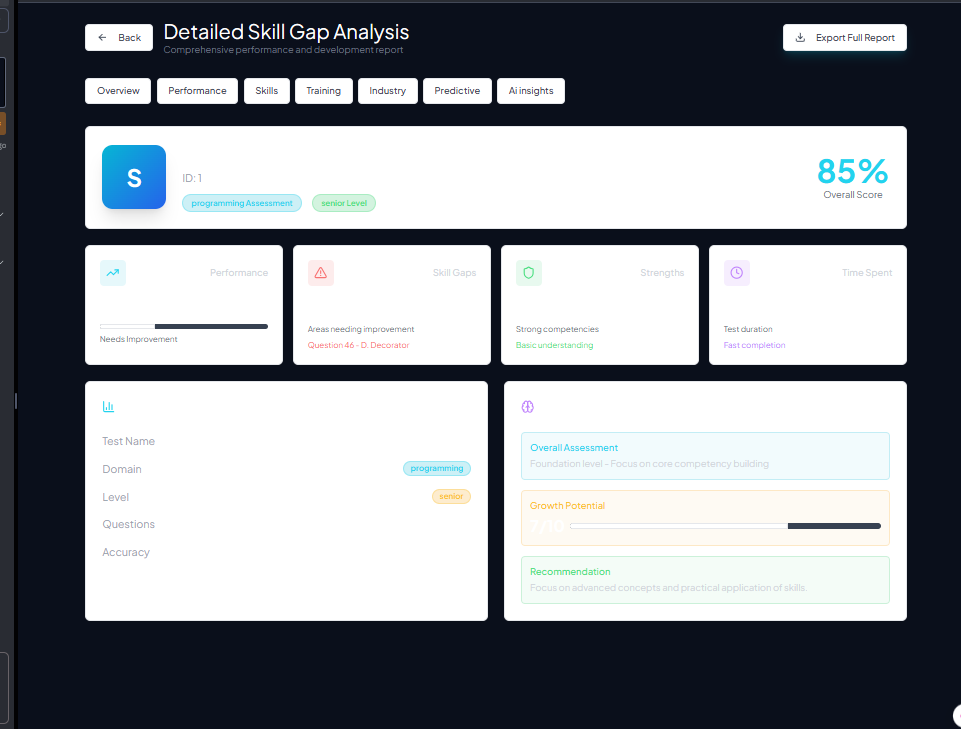 Back
Detailed Skill Gap Analysis
Comprehensive performance and development report
Export Full Report
Overview
Performance
Skills
Training
Industry
Predictive
Ai insights
S
ID: 1
programming Assessment
senior Level
85%
Overall Score
Performance
Needs Improvement
Skill Gaps
Areas needing improvement
Question 46 - D. Decorator
Strengths
Strong competencies
Basic understanding
Time Spent
Test duration
Fast completion
Test Name
Domain
programming
Level
senior
Questions
Accuracy
Overall Assessment
Foundation level - Focus on core competency building
Growth Potential
7/10
Recommendation
Focus on advanced concepts and practical application of skills.